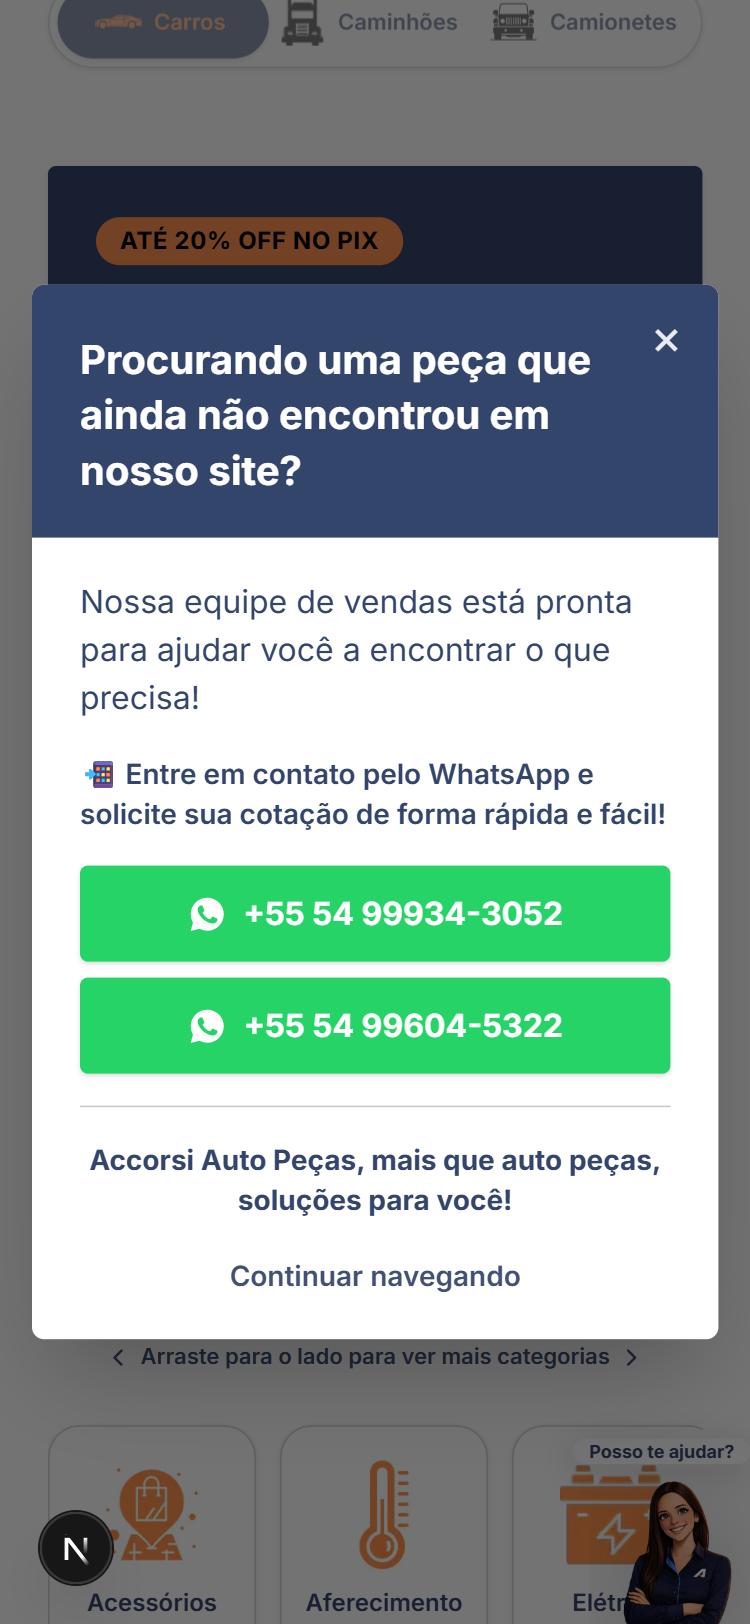 Carros
Caminhões
Camionetes
ATÉ 20% OFF NO PIX
Procurando uma peça que
ainda não encontrou em
nosso site?
Nossa equipe de vendas está pronta
para ajudar você a encontrar o que
precisa!
Entre em contato pelo WhatsApp e
solicite sua cotação de forma rápida e fácil!
+55 54 99934-3052
+55 54 99604-5322
Accorsi Auto Peças, mais que auto peças,
soluções para você!
Continuar navegando
Arraste para o lado para ver mais categorias
Posso te ajudar?
N
Acessórios
Aferecimento